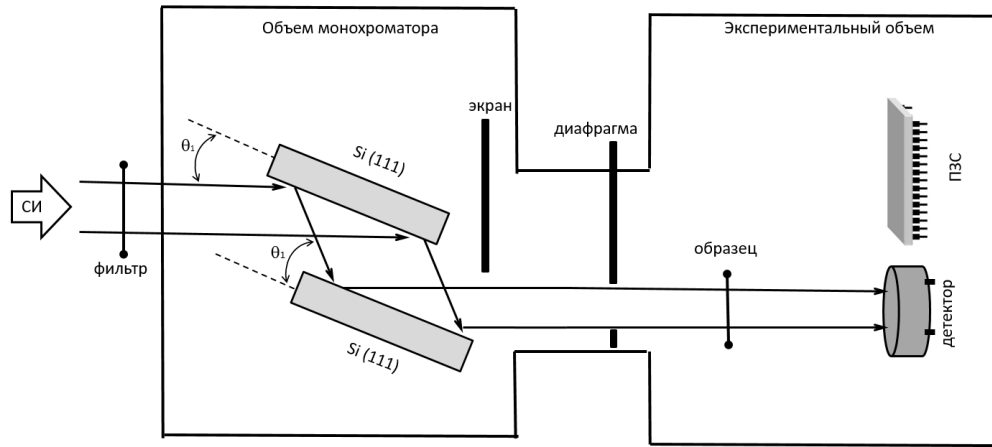 Объем монохроматора
Экспериментальный объем
экран
диафрагма
θ₁
Si (111)
ПЗС
СИ
фильтр
θ₁
образец
Si (111)
детектор